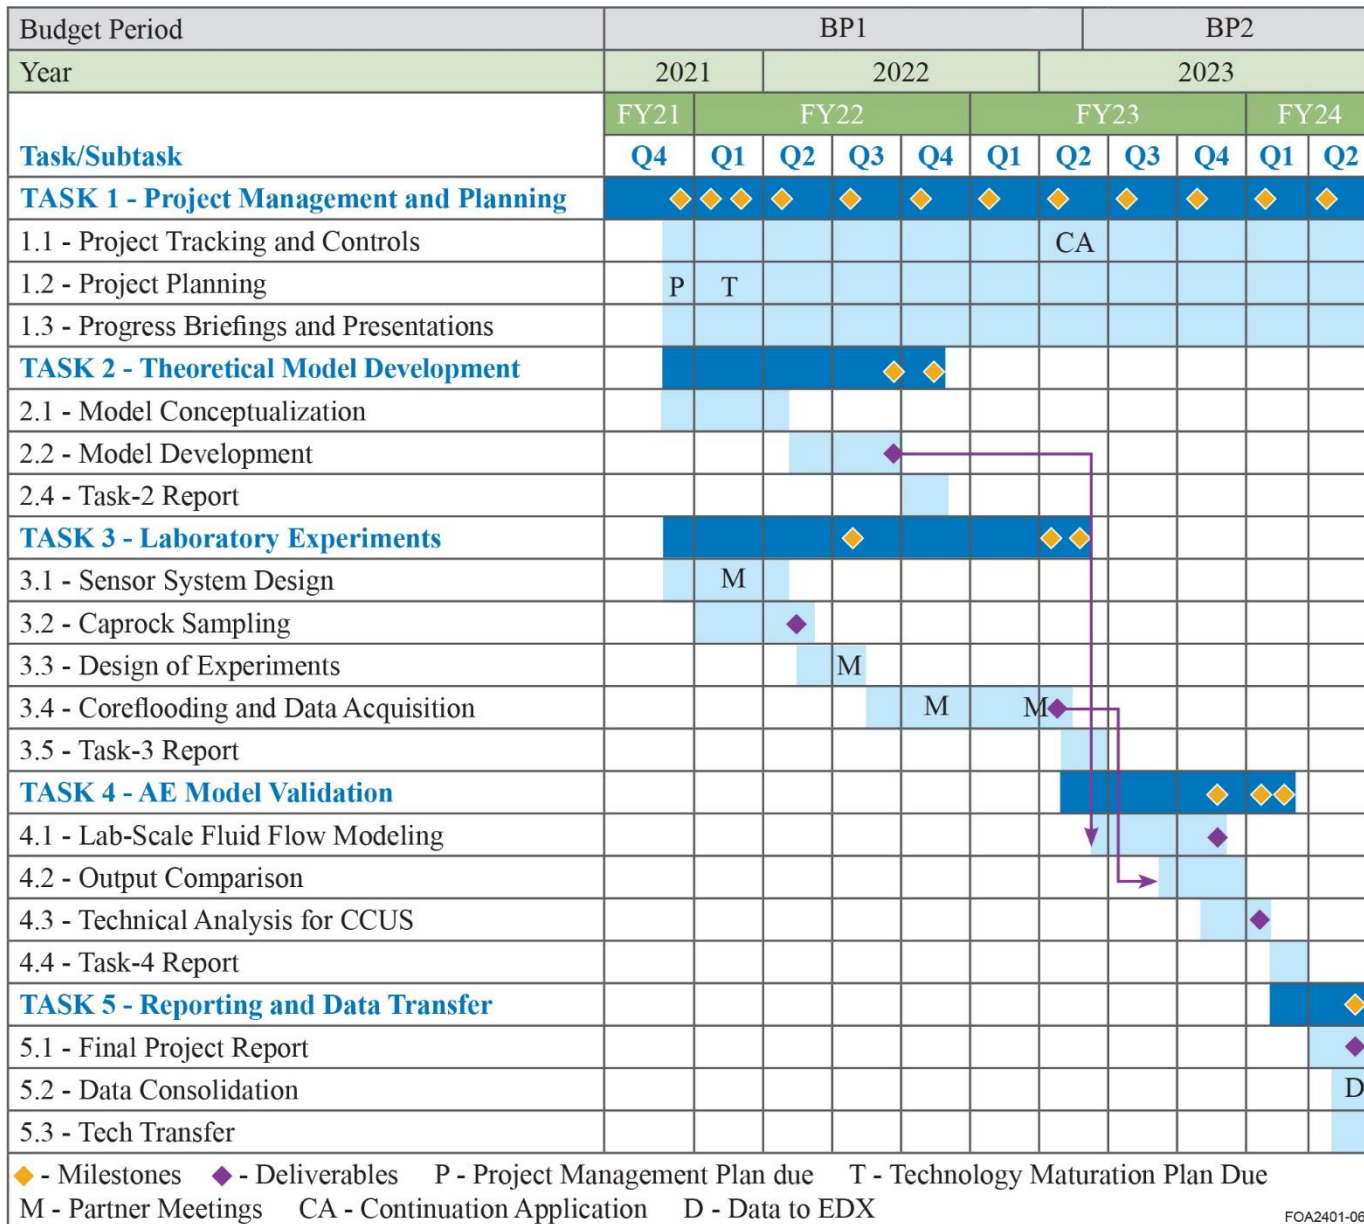 Budget Period BP1 BP2
Year 2021 2022 2023
FY21 FY22 FY23 FY24
Task/Subtask Q4 Q1 Q2 Q3 Q4 Q1 Q2 Q3 Q4 Q1 Q2
TASK 1 - Project Management and Planning
1.1 - Project Tracking and Controls CA
1.2 - Project Planning P T
1.3 - Progress Briefings and Presentations
TASK 2 - Theoretical Model Development
2.1 - Model Conceptualization
2.2 - Model Development
2.4 - Task-2 Report
TASK 3 - Laboratory Experiments
3.1 - Sensor System Design M
3.2 - Caprock Sampling
3.3 - Design of Experiments M
3.4 - Coreflooding and Data Acquisition M M
3.5 - Task-3 Report
TASK 4 - AE Model Validation
4.1 - Lab-Scale Fluid Flow Modeling
4.2 - Output Comparison
4.3 - Technical Analysis for CCUS
4.4 - Task-4 Report
TASK 5 - Reporting and Data Transfer
5.1 - Final Project Report
5.2 - Data Consolidation D
5.3 - Tech Transfer
- Milestones - Deliverables P - Project Management Plan due T - Technology Maturation Plan Due
M - Partner Meetings CA - Continuation Application D - Data to EDX
FOA2401-06